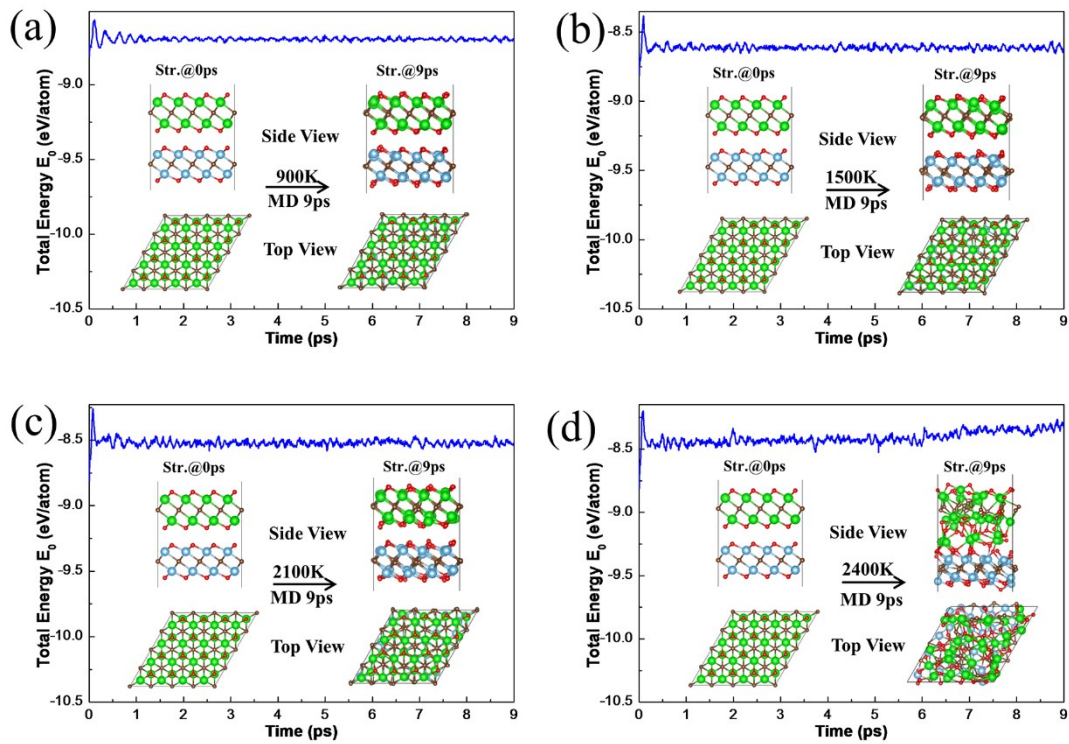 (a)
Total Energy E₀ (eV/atom)
-9.0
-9.5
-10.0
-10.5
Str.@0ps
Str.@9ps
Side View
900K
MD 9ps
Top View
0 1 2 3 4 5 6 7 8 9
Time (ps)
(b)
Total Energy E₀ (eV/atom)
-8.5
-9.0
-9.5
-10.0
-10.5
Str.@0ps
Str.@9ps
Side View
1500K
MD 9ps
Top View
0 1 2 3 4 5 6 7 8 9
Time (ps)
(c)
Total Energy E₀ (eV/atom)
-8.5
-9.0
-9.5
-10.0
-10.5
Str.@0ps
Str.@9ps
Side View
2100K
MD 9ps
Top View
0 1 2 3 4 5 6 7 8 9
Time (ps)
(d)
Total Energy E₀ (eV/atom)
-8.5
-9.0
-9.5
-10.0
-10.5
Str.@0ps
Str.@9ps
Side View
2400K
MD 9ps
Top View
0 1 2 3 4 5 6 7 8 9
Time (ps)